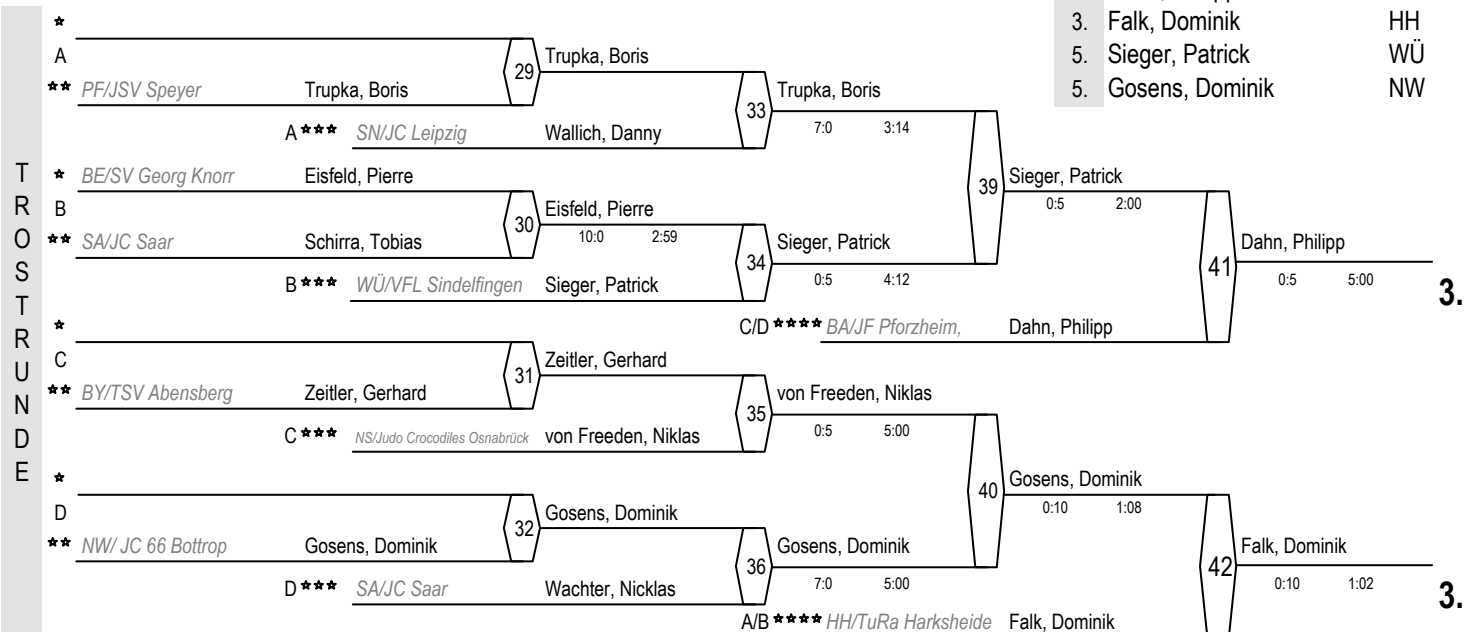 3. Falk, Dominik HH
5. Sieger, Patrick WÜ
5. Gosens, Dominik NW
TROSTRUNDE
*
A
** PF/JSV Speyer Trupka, Boris
29
Trupka, Boris
A *** SN/JC Leipzig Wallich, Danny
33
Trupka, Boris
7:0 3:14
* BE/SV Georg Knorr Eisfeld, Pierre
B
** SA/JC Saar Schirra, Tobias
30
Eisfeld, Pierre
10:0 2:59
B *** WÜ/VFL Sindelfingen Sieger, Patrick
34
Sieger, Patrick
0:5 4:12
39
Sieger, Patrick
0:5 2:00
C/D **** BA/JF Pforzheim, Dahn, Philipp
41
Dahn, Philipp
0:5 5:00
3.
*
C
** BY/TSV Abensberg Zeitler, Gerhard
31
Zeitler, Gerhard
C *** NS/Judo Crocodiles Osnabrück von Freeden, Niklas
35
von Freeden, Niklas
0:5 5:00
*
D
** NW/ JC 66 Bottrop Gosens, Dominik
32
Gosens, Dominik
D *** SA/JC Saar Wachter, Nicklas
36
Gosens, Dominik
7:0 5:00
40
Gosens, Dominik
0:10 1:08
A/B **** HH/TuRa Harksheide Falk, Dominik
42
Falk, Dominik
0:10 1:02
3.